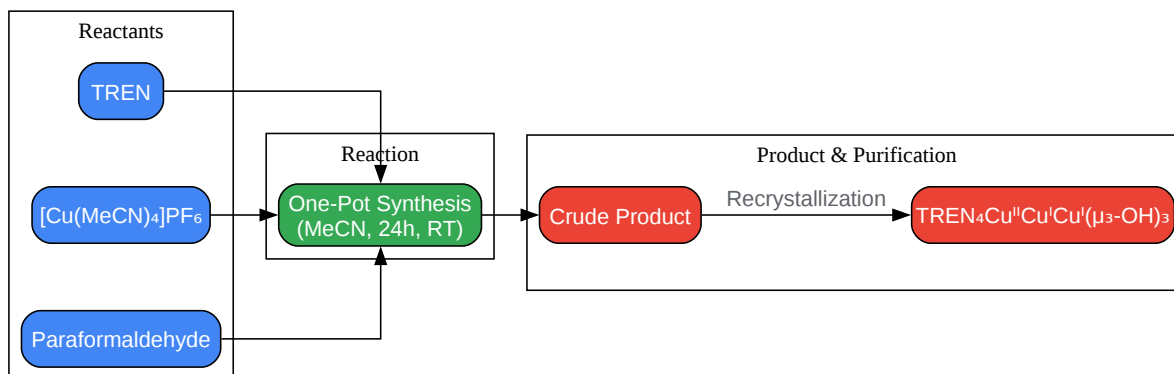 Reactants
TREN
[Cu(MeCN)₄]PF₆
Paraformaldehyde
Reaction
One-Pot Synthesis
(MeCN, 24h, RT)
Product & Purification
Crude Product
Recrystallization
TREN₄CuᴵᴵCuᴵCuᴵ(μ₃-OH)₃